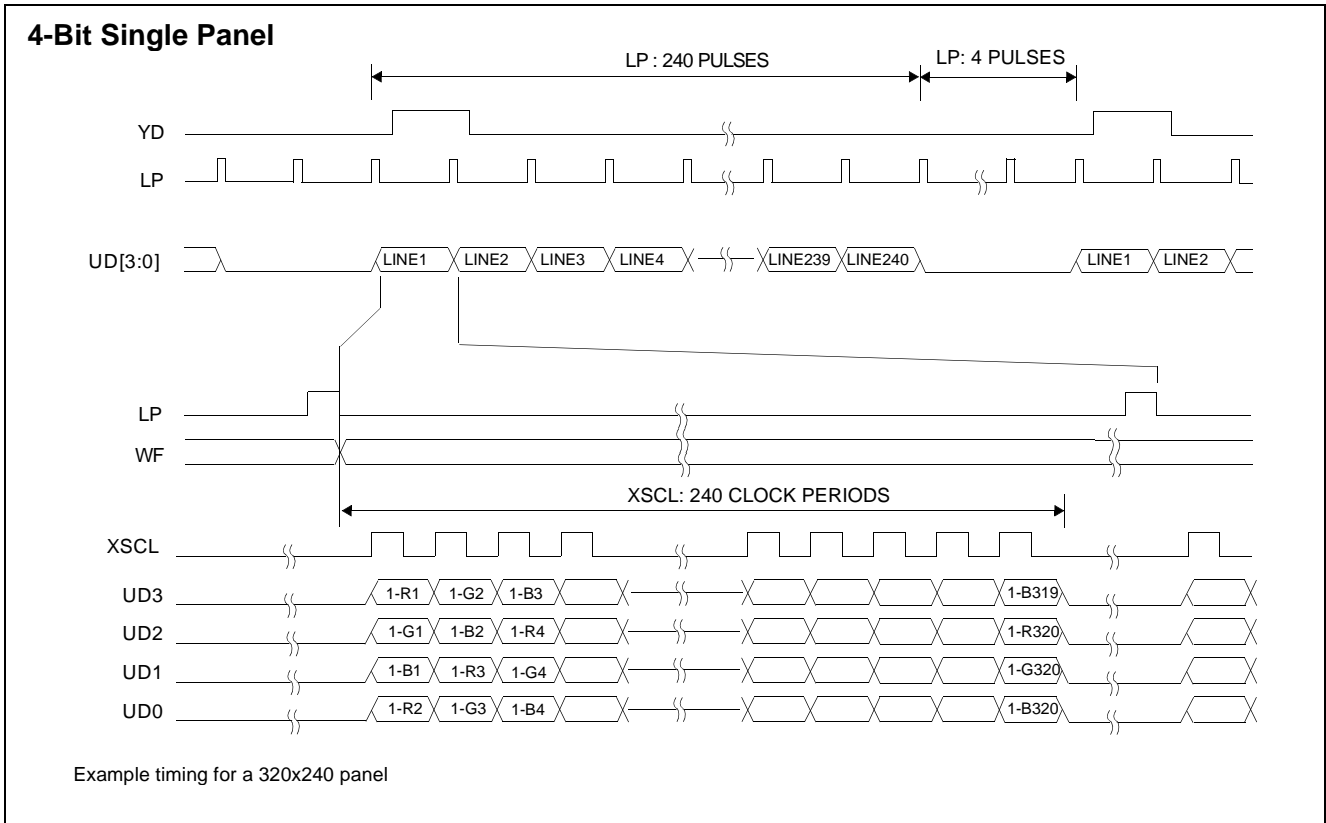 4-Bit Single Panel
LP : 240 PULSES
LP: 4 PULSES
YD
LP
UD[3:0]
LINE1 LINE2 LINE3 LINE4 LINE239 LINE240 LINE1 LINE2
LP
WF
XSCL: 240 CLOCK PERIODS
XSCL
UD3 1-R1 1-G2 1-B3 1-B319
UD2 1-G1 1-B2 1-R4 1-R320
UD1 1-B1 1-R3 1-G4 1-G320
UD0 1-R2 1-G3 1-B4 1-B320
Example timing for a 320x240 panel